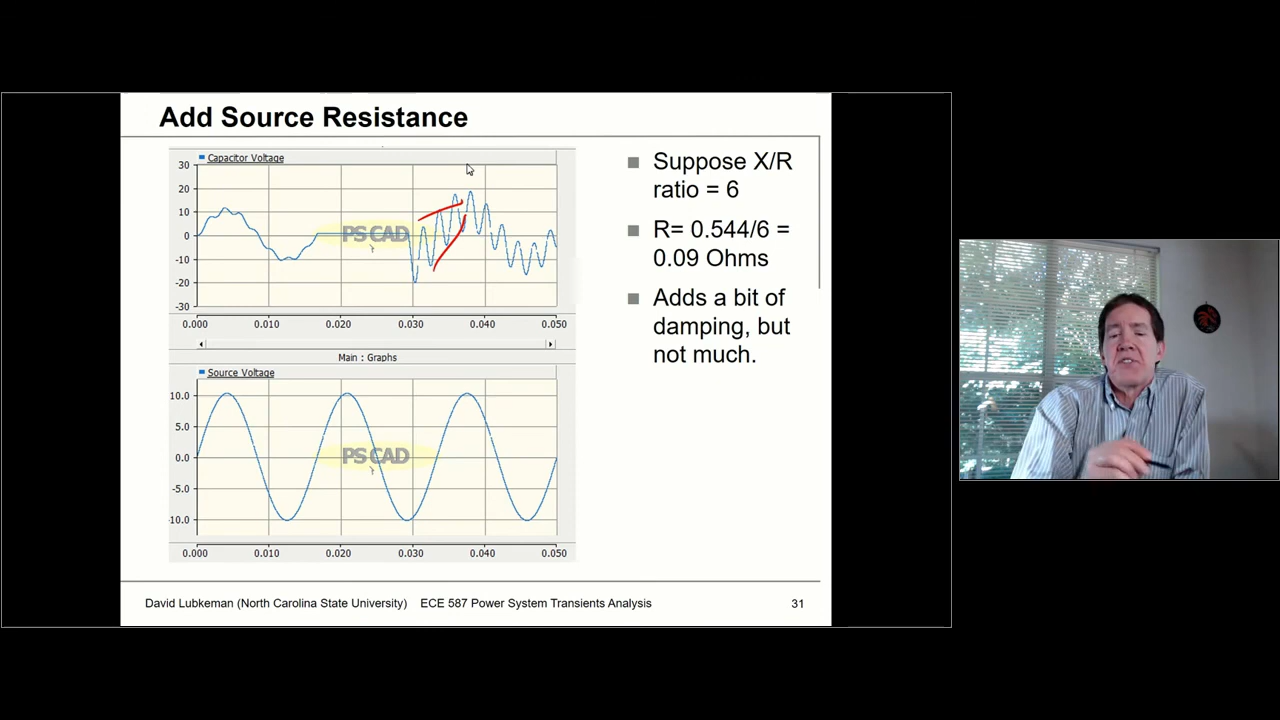 Add Source Resistance
Capacitor Voltage
30
20
10
0
-10
-20
-30
PSCAD
0.000 0.010 0.020 0.030 0.040 0.050
Main : Graphs
Source Voltage
10.0
5.0
0.0
-5.0
-10.0
PSCAD
0.000 0.010 0.020 0.030 0.040 0.050
Suppose X/R
ratio = 6
R= 0.544/6 =
0.09 Ohms
Adds a bit of
damping, but
not much.
David Lubkeman (North Carolina State University) ECE 587 Power System Transients Analysis 31